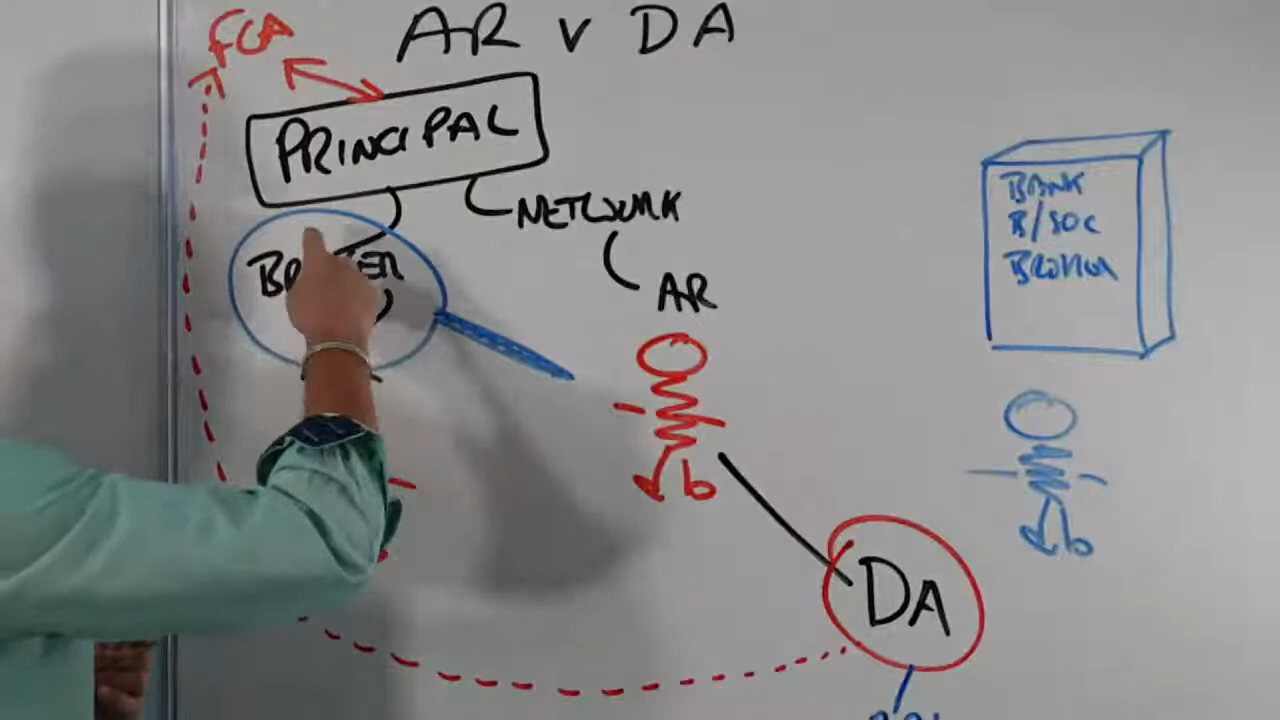 FCA
AR v DA
PRINCIPAL
NETWORK
AR
BANK
B/SOC
BROKER
DA